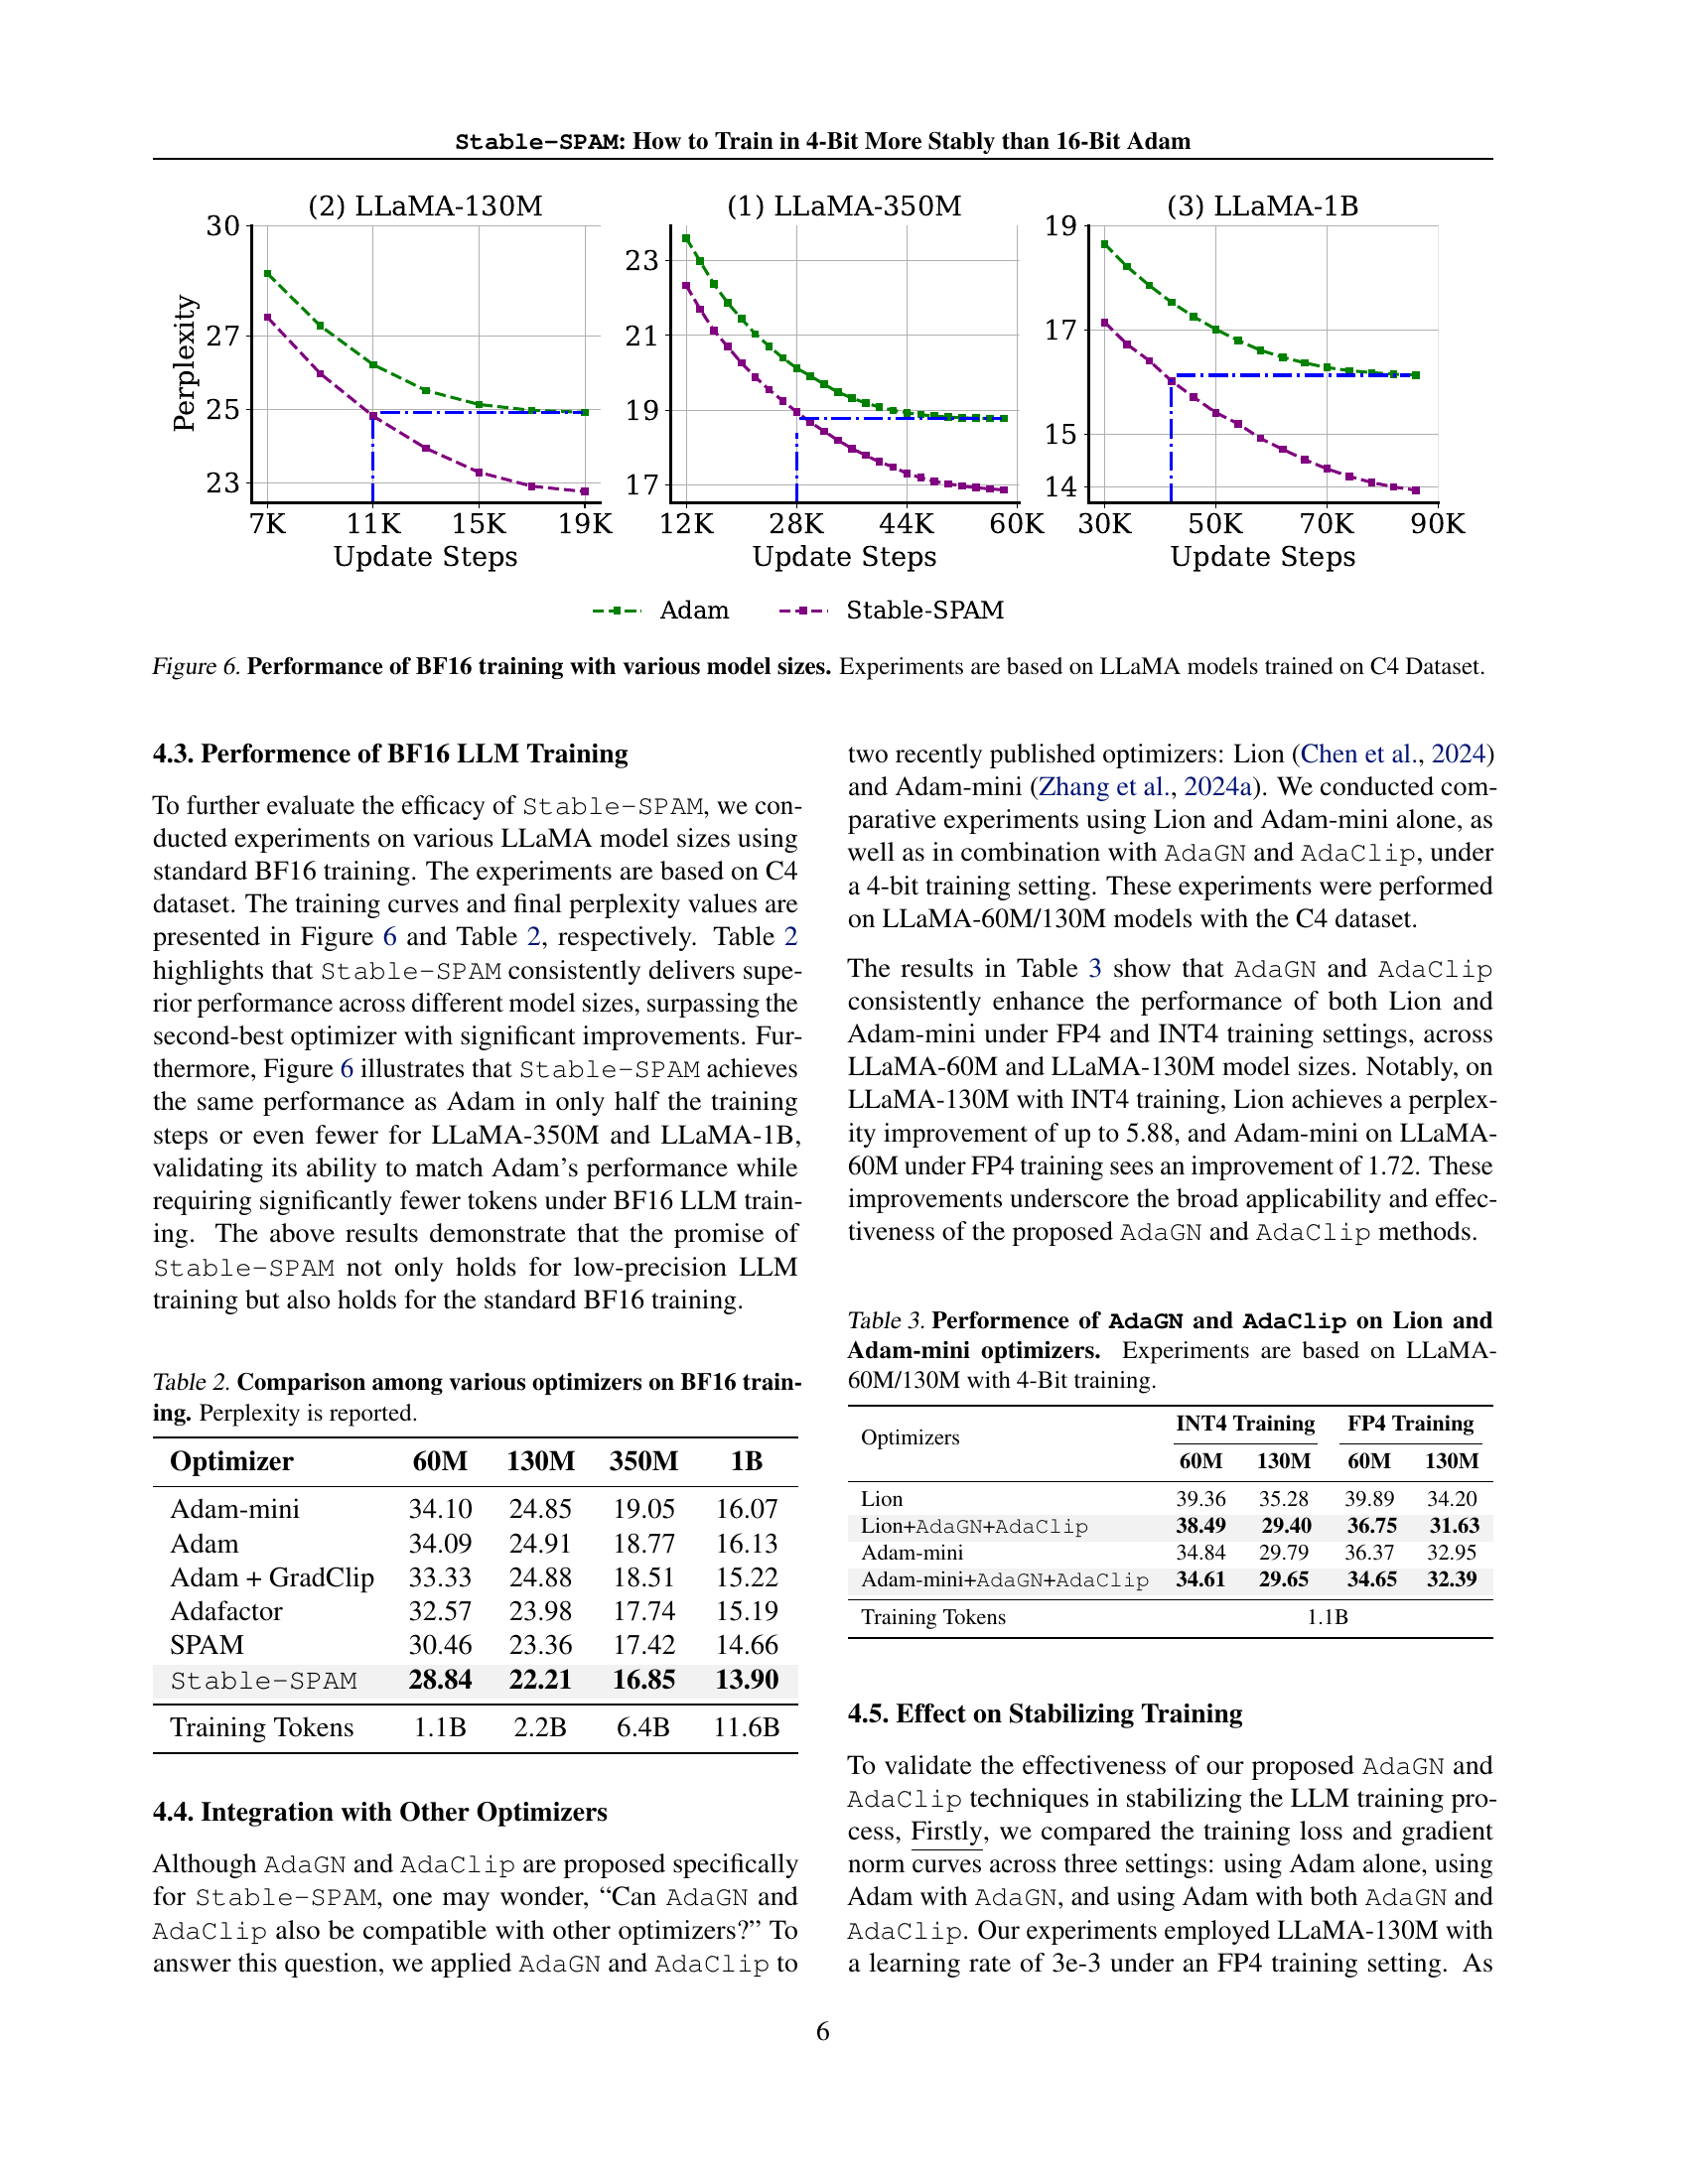 Stable-SPAM: How to Train in 4-Bit More Stably than 16-Bit Adam
(2) LLaMA-130M
30
27
25
23
Perplexity
7K 11K 15K 19K
Update Steps
(1) LLaMA-350M
23
21
19
17
12K 28K 44K 60K
Update Steps
(3) LLaMA-1B
19
17
15
14
30K 50K 70K 90K
Update Steps
Adam Stable-SPAM
Figure 6. Performance of BF16 training with various model sizes. Experiments are based on LLaMA models trained on C4 Dataset.
4.3. Performence of BF16 LLM Training
To further evaluate the efficacy of Stable-SPAM, we con-
ducted experiments on various LLaMA model sizes using
standard BF16 training. The experiments are based on C4
dataset. The training curves and final perplexity values are
presented in Figure 6 and Table 2, respectively. Table 2
highlights that Stable-SPAM consistently delivers supe-
rior performance across different model sizes, surpassing the
second-best optimizer with significant improvements. Fur-
thermore, Figure 6 illustrates that Stable-SPAM achieves
the same performance as Adam in only half the training
steps or even fewer for LLaMA-350M and LLaMA-1B,
validating its ability to match Adam's performance while
requiring significantly fewer tokens under BF16 LLM train-
ing. The above results demonstrate that the promise of
Stable-SPAM not only holds for low-precision LLM
training but also holds for the standard BF16 training.
Table 2. Comparison among various optimizers on BF16 train-
ing. Perplexity is reported.
Optimizer 60M 130M 350M 1B
Adam-mini 34.10 24.85 19.05 16.07
Adam 34.09 24.91 18.77 16.13
Adam + GradClip 33.33 24.88 18.51 15.22
Adafactor 32.57 23.98 17.74 15.19
SPAM 30.46 23.36 17.42 14.66
Stable-SPAM 28.84 22.21 16.85 13.90
Training Tokens 1.1B 2.2B 6.4B 11.6B
4.4. Integration with Other Optimizers
Although AdaGN and AdaClip are proposed specifically
for Stable-SPAM, one may wonder, “Can AdaGN and
AdaClip also be compatible with other optimizers?” To
answer this question, we applied AdaGN and AdaClip to
two recently published optimizers: Lion (Chen et al., 2024)
and Adam-mini (Zhang et al., 2024a). We conducted com-
parative experiments using Lion and Adam-mini alone, as
well as in combination with AdaGN and AdaClip, under
a 4-bit training setting. These experiments were performed
on LLaMA-60M/130M models with the C4 dataset.
The results in Table 3 show that AdaGN and AdaClip
consistently enhance the performance of both Lion and
Adam-mini under FP4 and INT4 training settings, across
LLaMA-60M and LLaMA-130M model sizes. Notably, on
LLaMA-130M with INT4 training, Lion achieves a perplex-
ity improvement of up to 5.88, and Adam-mini on LLaMA-
60M under FP4 training sees an improvement of 1.72. These
improvements underscore the broad applicability and effec-
tiveness of the proposed AdaGN and AdaClip methods.
Table 3. Performence of AdaGN and AdaClip on Lion and
Adam-mini optimizers. Experiments are based on LLaMA-
60M/130M with 4-Bit training.
Optimizers INT4 Training FP4 Training
60M 130M 60M 130M
Lion 39.36 35.28 39.89 34.20
Lion+AdaGN+AdaClip 38.49 29.40 36.75 31.63
Adam-mini 34.84 29.79 36.37 32.95
Adam-mini+AdaGN+AdaClip 34.61 29.65 34.65 32.39
Training Tokens 1.1B
4.5. Effect on Stabilizing Training
To validate the effectiveness of our proposed AdaGN and
AdaClip techniques in stabilizing the LLM training pro-
cess, Firstly, we compared the training loss and gradient
norm curves across three settings: using Adam alone, using
Adam with AdaGN, and using Adam with both AdaGN and
AdaClip. Our experiments employed LLaMA-130M with
a learning rate of 3e-3 under an FP4 training setting. As
6